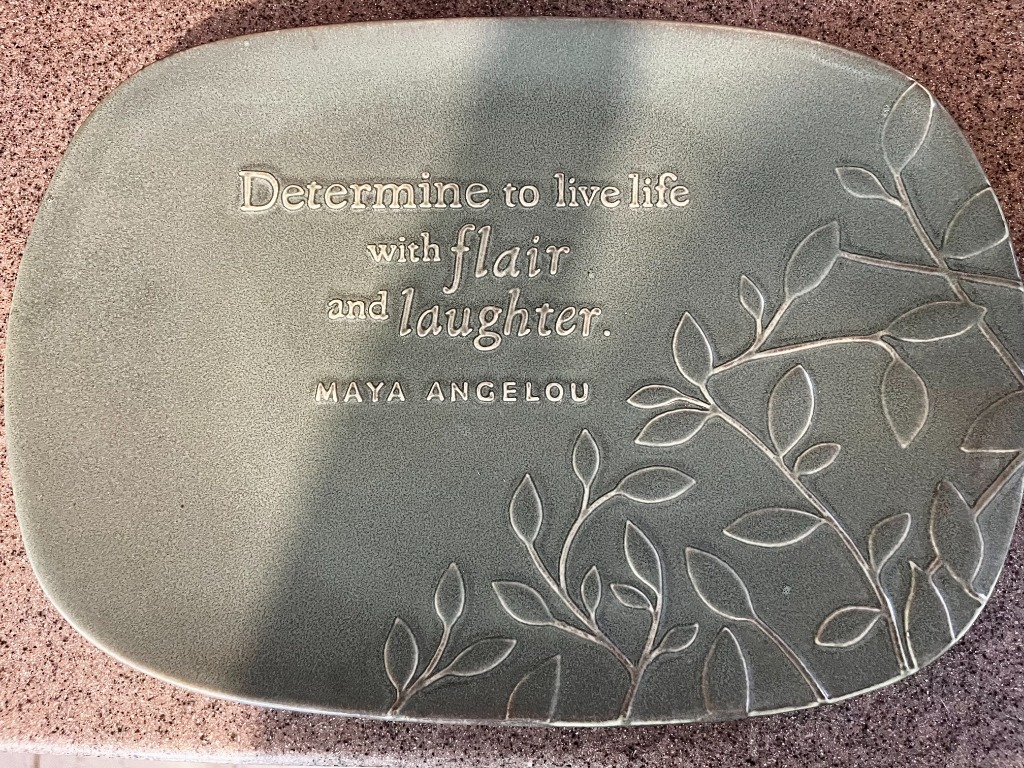 Determine to live life
with flair
and laughter.
MAYA ANGELOU